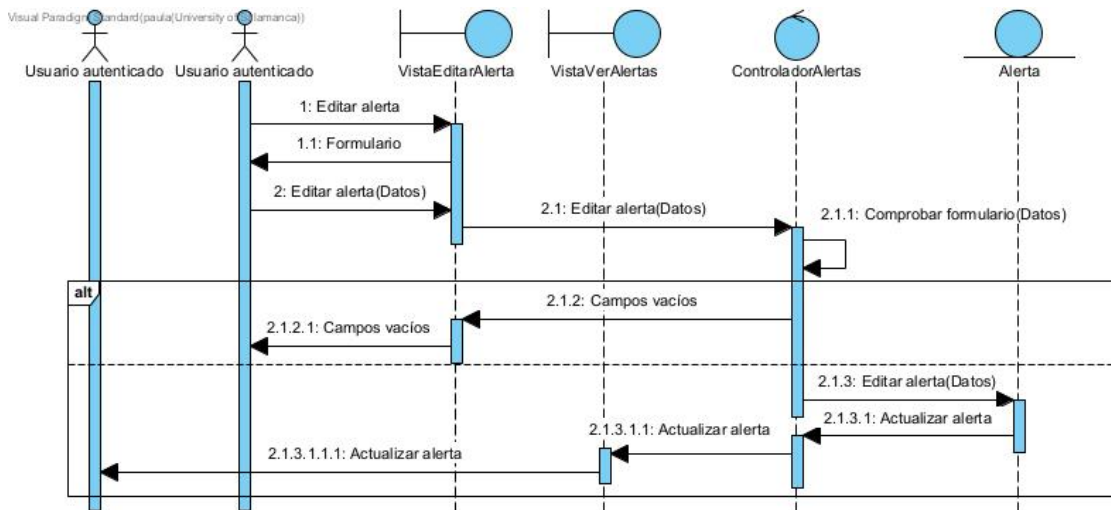 Visual Paradigm Standard(paula(University of Salamanca))
Usuario autenticado
Usuario autenticado
VistaEditarAlerta
VistaVerAlertas
ControladorAlertas
Alerta
1: Editar alerta
1.1: Formulario
2: Editar alerta(Datos)
2.1: Editar alerta(Datos)
2.1.1: Comprobar formulario(Datos)
alt
2.1.2: Campos vacíos
2.1.2.1: Campos vacíos
2.1.3: Editar alerta(Datos)
2.1.3.1: Actualizar alerta
2.1.3.1.1: Actualizar alerta
2.1.3.1.1.1: Actualizar alerta